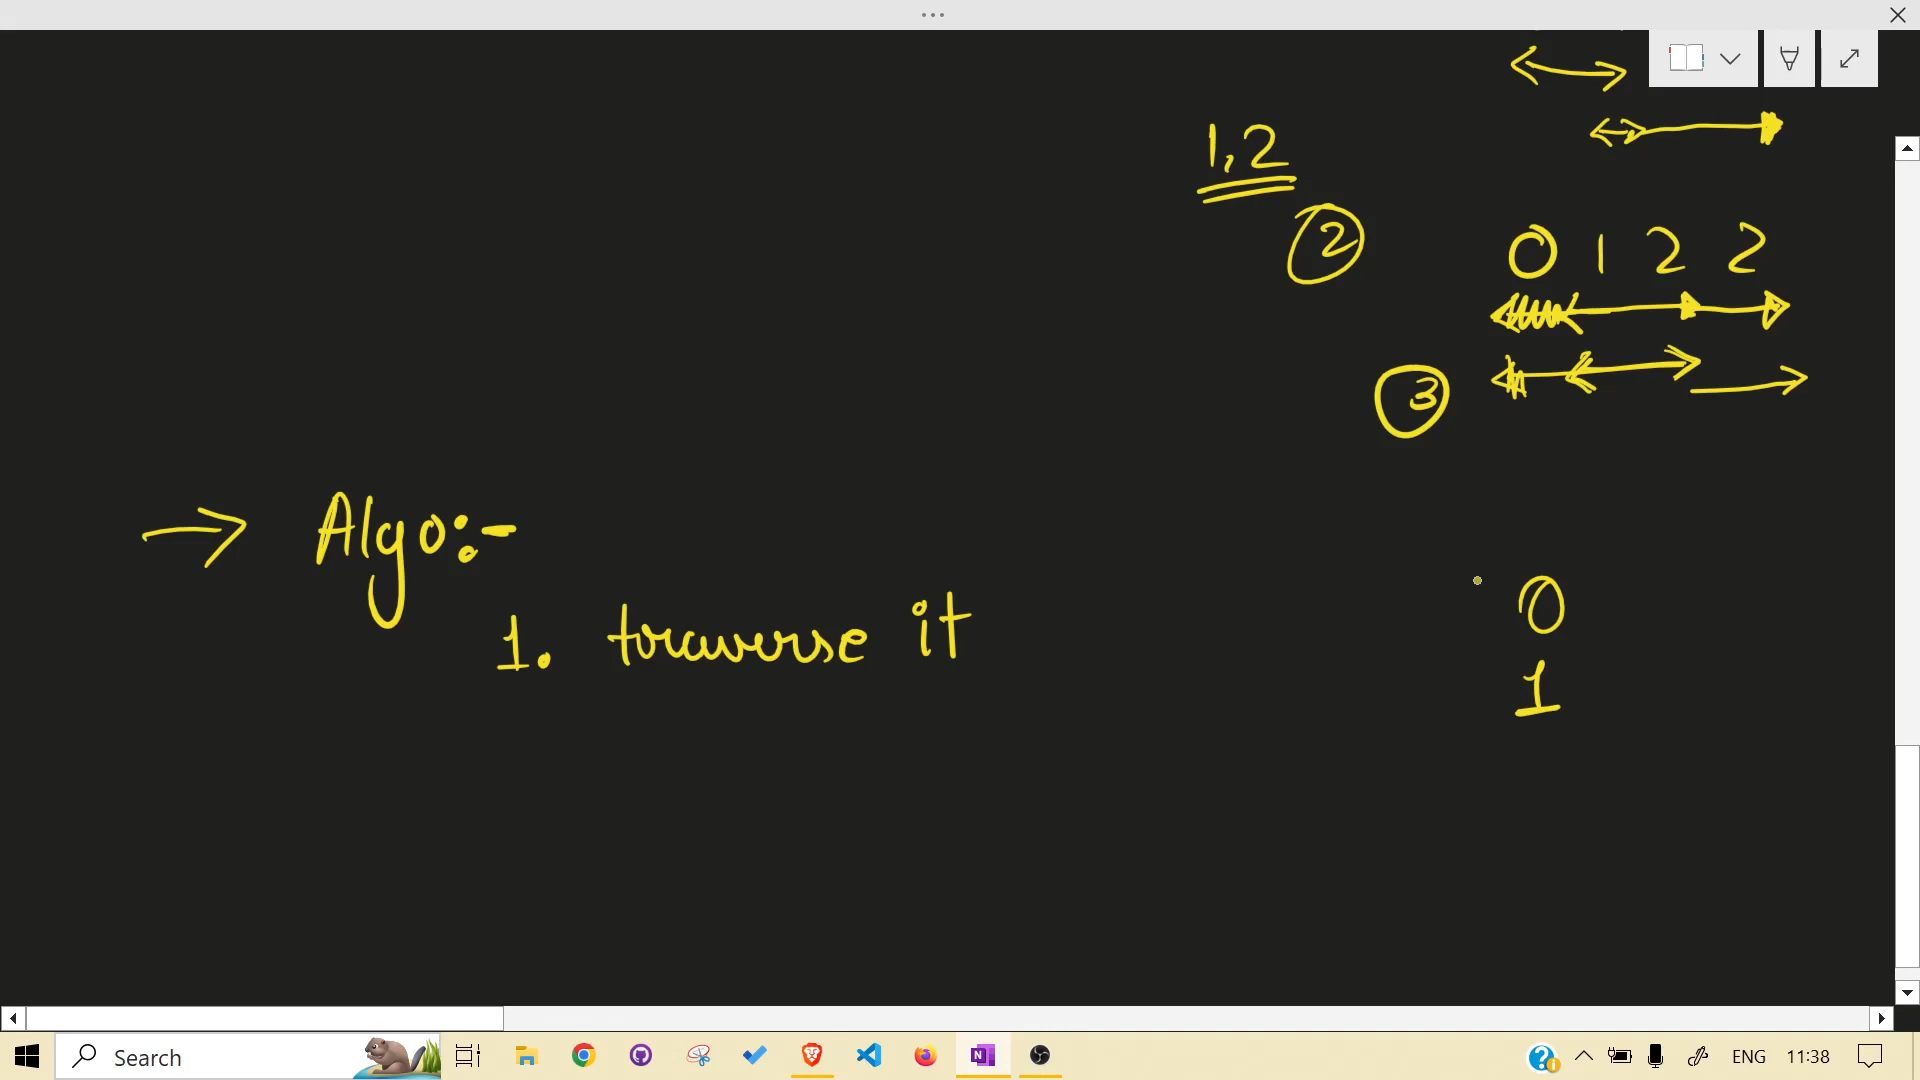 1,2
2
0 1 2 2
3
→ Algo:-
1. traverse it
0
1
Search
ENG 11:38